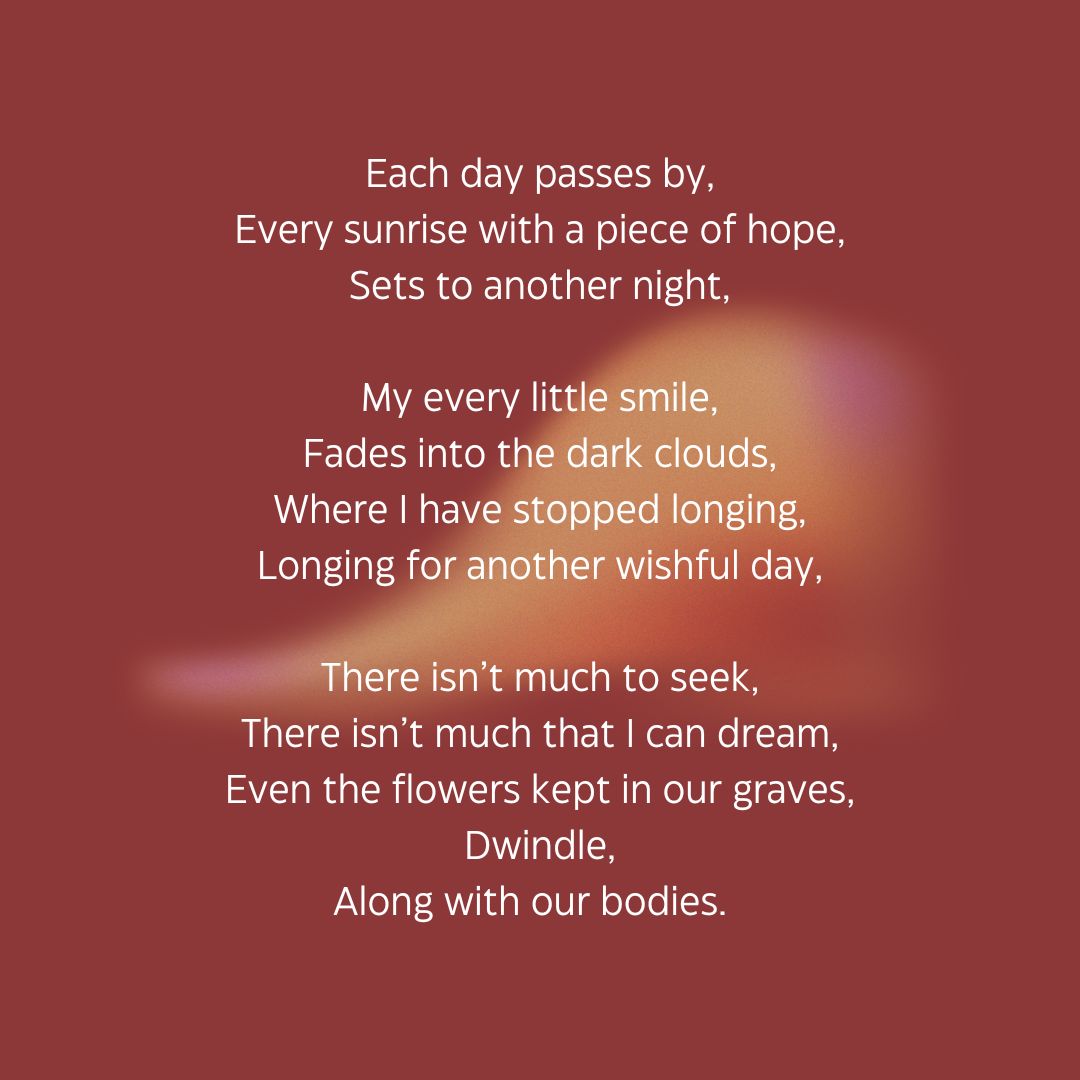 Each day passes by,
Every sunrise with a piece of hope,
Sets to another night,
My every little smile,
Fades into the dark clouds,
Where I have stopped longing,
Longing for another wishful day,
There isn’t much to seek,
There isn’t much that I can dream,
Even the flowers kept in our graves,
Dwindle,
Along with our bodies.